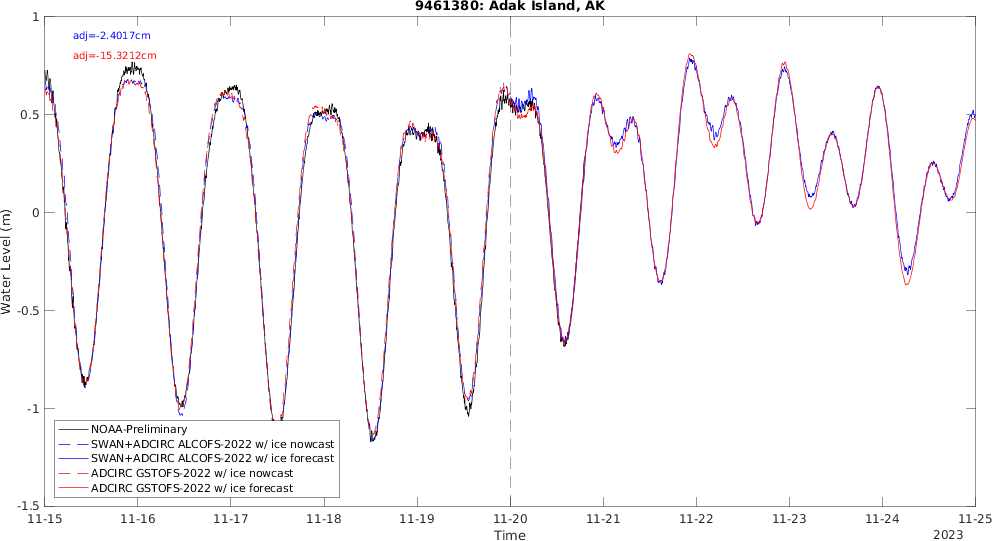 9461380: Adak Island, AK
1
adj=-2.4017cm
adj=-15.3212cm
0.5
0
Water Level (m)
-0.5
-1
NOAA-Preliminary
SWAN+ADCIRC ALCOFS-2022 w/ ice nowcast
SWAN+ADCIRC ALCOFS-2022 w/ ice forecast
ADCIRC GSTOFS-2022 w/ ice nowcast
ADCIRC GSTOFS-2022 w/ ice forecast
-1.5
11-15 11-16 11-17 11-18 11-19 11-20 11-21 11-22 11-23 11-24 11-25
Time
2023